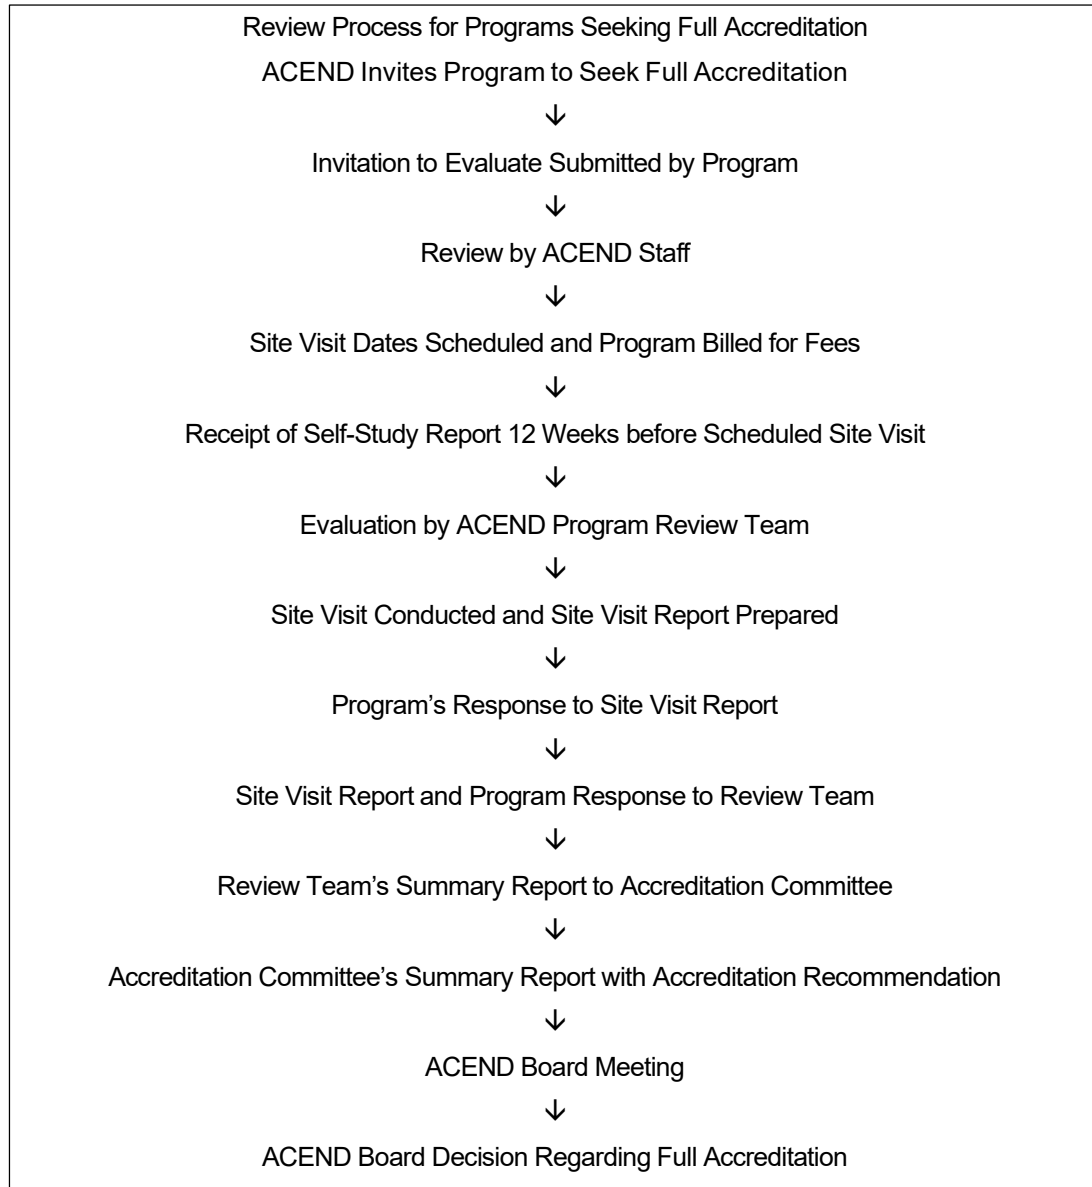 Review Process for Programs Seeking Full Accreditation
ACEND Invites Program to Seek Full Accreditation
↓
Invitation to Evaluate Submitted by Program
↓
Review by ACEND Staff
↓
Site Visit Dates Scheduled and Program Billed for Fees
↓
Receipt of Self-Study Report 12 Weeks before Scheduled Site Visit
↓
Evaluation by ACEND Program Review Team
↓
Site Visit Conducted and Site Visit Report Prepared
↓
Program’s Response to Site Visit Report
↓
Site Visit Report and Program Response to Review Team
↓
Review Team’s Summary Report to Accreditation Committee
↓
Accreditation Committee’s Summary Report with Accreditation Recommendation
↓
ACEND Board Meeting
↓
ACEND Board Decision Regarding Full Accreditation